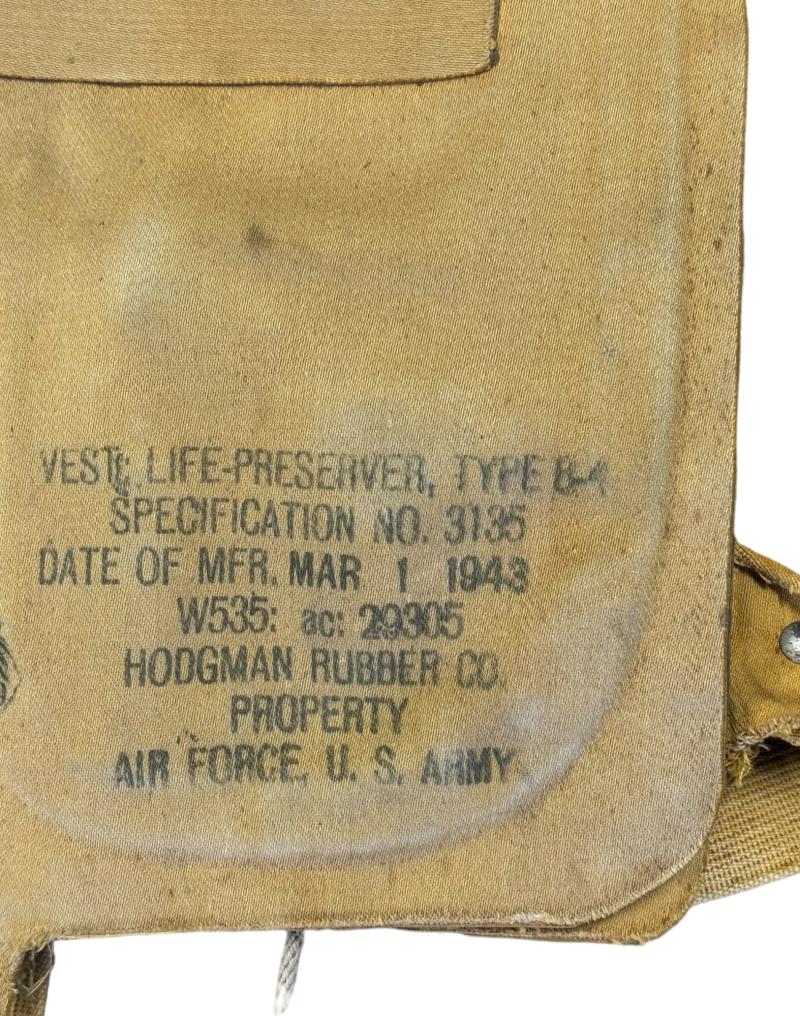 VEST, LIFE-PRESERVER, TYPE B-4
SPECIFICATION NO. 3135
DATE OF MFR. MAR 1 1943
W535: ac: 29305
HODGMAN RUBBER CO.
PROPERTY
AIR FORCE, U. S. ARMY